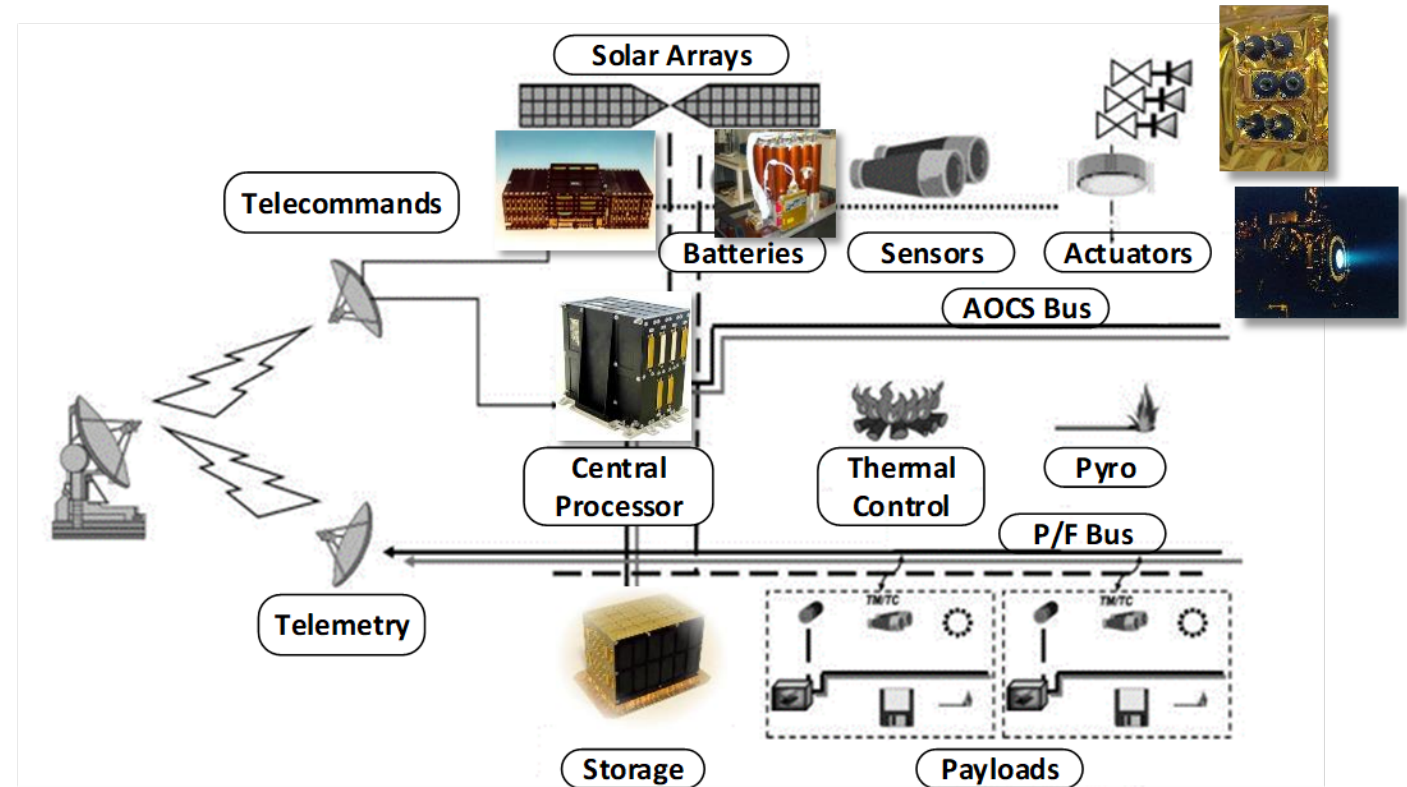 Solar Arrays
Telecommands
Batteries
Sensors
Actuators
AOCS Bus
Central
Processor
Thermal
Control
Pyro
P/F Bus
Telemetry
TM/TC
TM/TC
Storage
Payloads